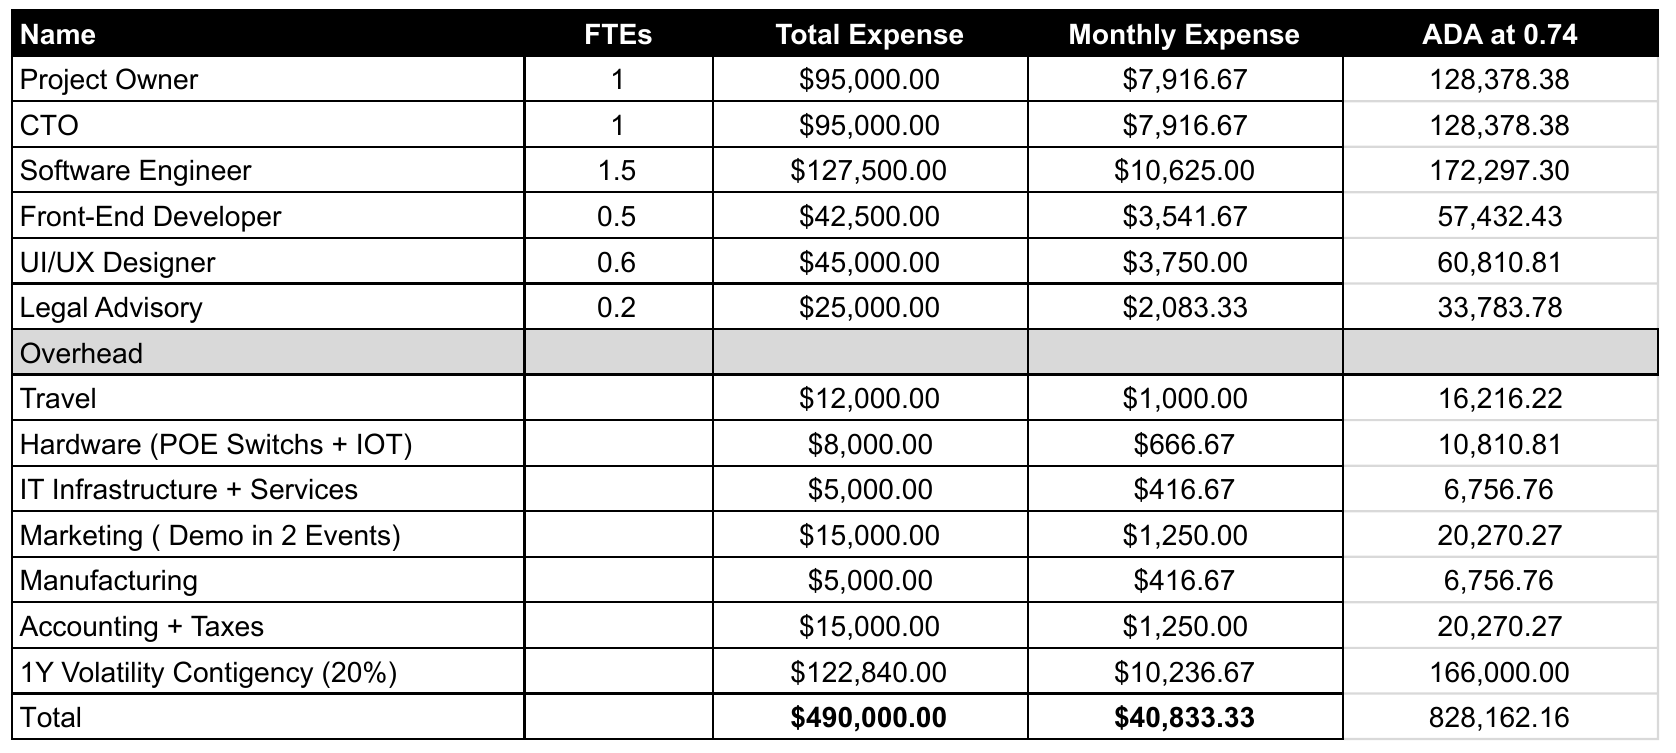 Name FTEs Total Expense Monthly Expense ADA at 0.74
Project Owner 1 $95,000.00 $7,916.67 128,378.38
CTO 1 $95,000.00 $7,916.67 128,378.38
Software Engineer 1.5 $127,500.00 $10,625.00 172,297.30
Front-End Developer 0.5 $42,500.00 $3,541.67 57,432.43
UI/UX Designer 0.6 $45,000.00 $3,750.00 60,810.81
Legal Advisory 0.2 $25,000.00 $2,083.33 33,783.78
Overhead
Travel $12,000.00 $1,000.00 16,216.22
Hardware (POE Switchs + IOT) $8,000.00 $666.67 10,810.81
IT Infrastructure + Services $5,000.00 $416.67 6,756.76
Marketing ( Demo in 2 Events) $15,000.00 $1,250.00 20,270.27
Manufacturing $5,000.00 $416.67 6,756.76
Accounting + Taxes $15,000.00 $1,250.00 20,270.27
1Y Volatility Contigency (20%) $122,840.00 $10,236.67 166,000.00
Total $490,000.00 $40,833.33 828,162.16